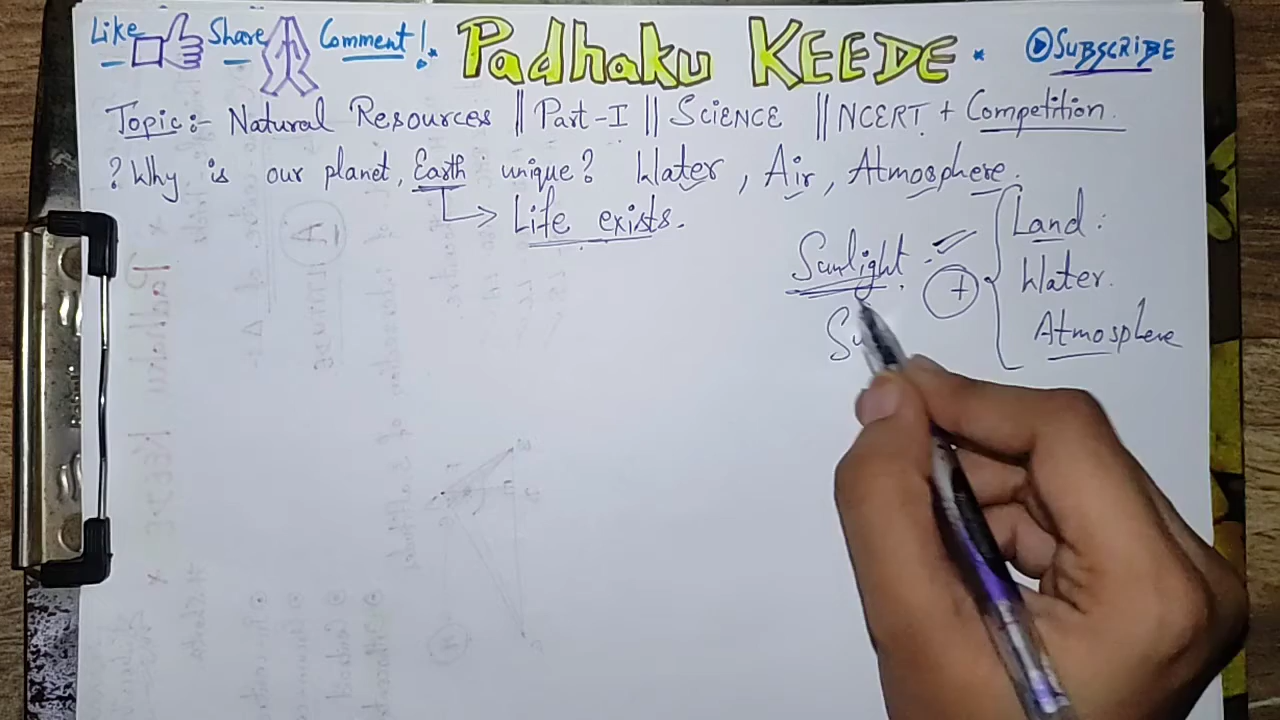 Like Share Comment! Padhaku KEEDE SUBSCRIBE
Topic:- Natural Resources || Part-I || SCIENCE || NCERT + Competition.
? Why is our planet, Earth unique? Water, Air, Atmosphere.
Life exists.
Sunlight + Land:
Water.
Su Atmosphere